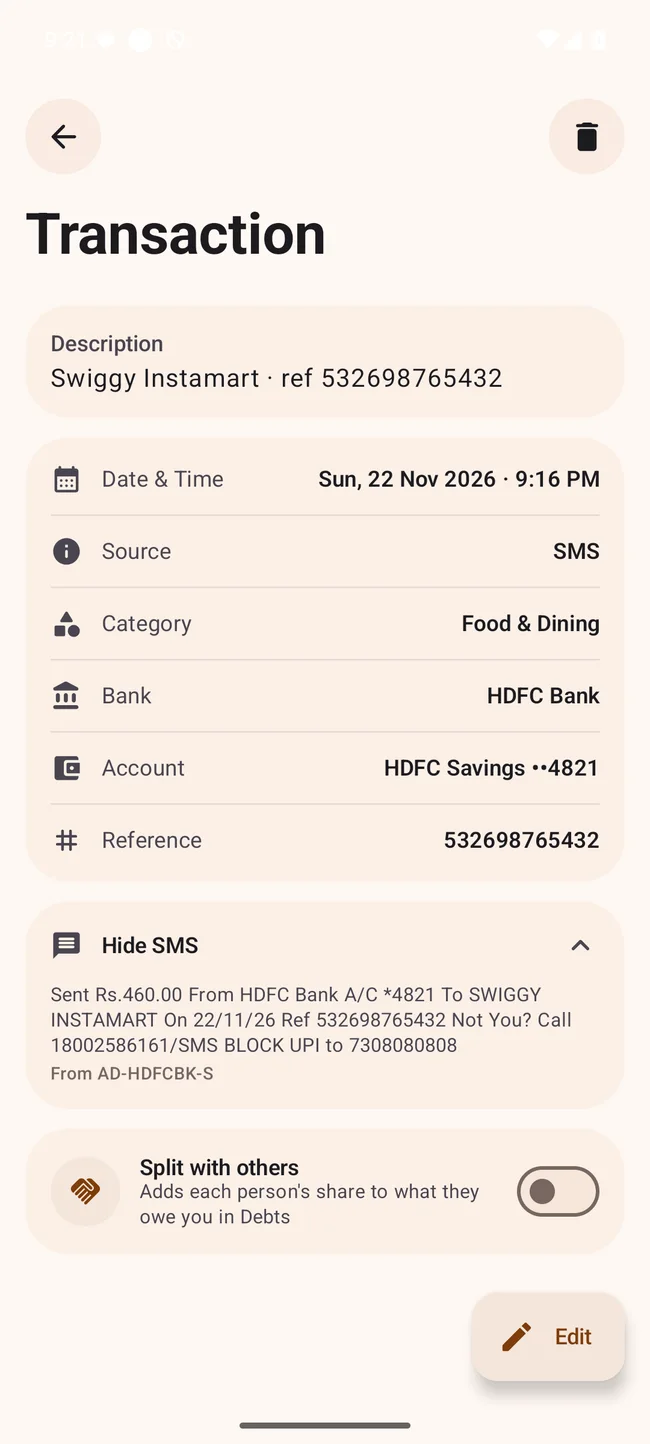 9:21
Transaction
Description
Swiggy Instamart · ref 532698765432
Date & Time
Sun, 22 Nov 2026 · 9:16 PM
Source
SMS
Category
Food & Dining
Bank
HDFC Bank
Account
HDFC Savings ••4821
Reference
532698765432
Hide SMS
Sent Rs.460.00 From HDFC Bank A/C *4821 To SWIGGY
INSTAMART On 22/11/26 Ref 532698765432 Not You? Call
18002586161/SMS BLOCK UPI to 7308080808
From AD-HDFCBK-S
Split with others
Adds each person's share to what they
owe you in Debts
Edit